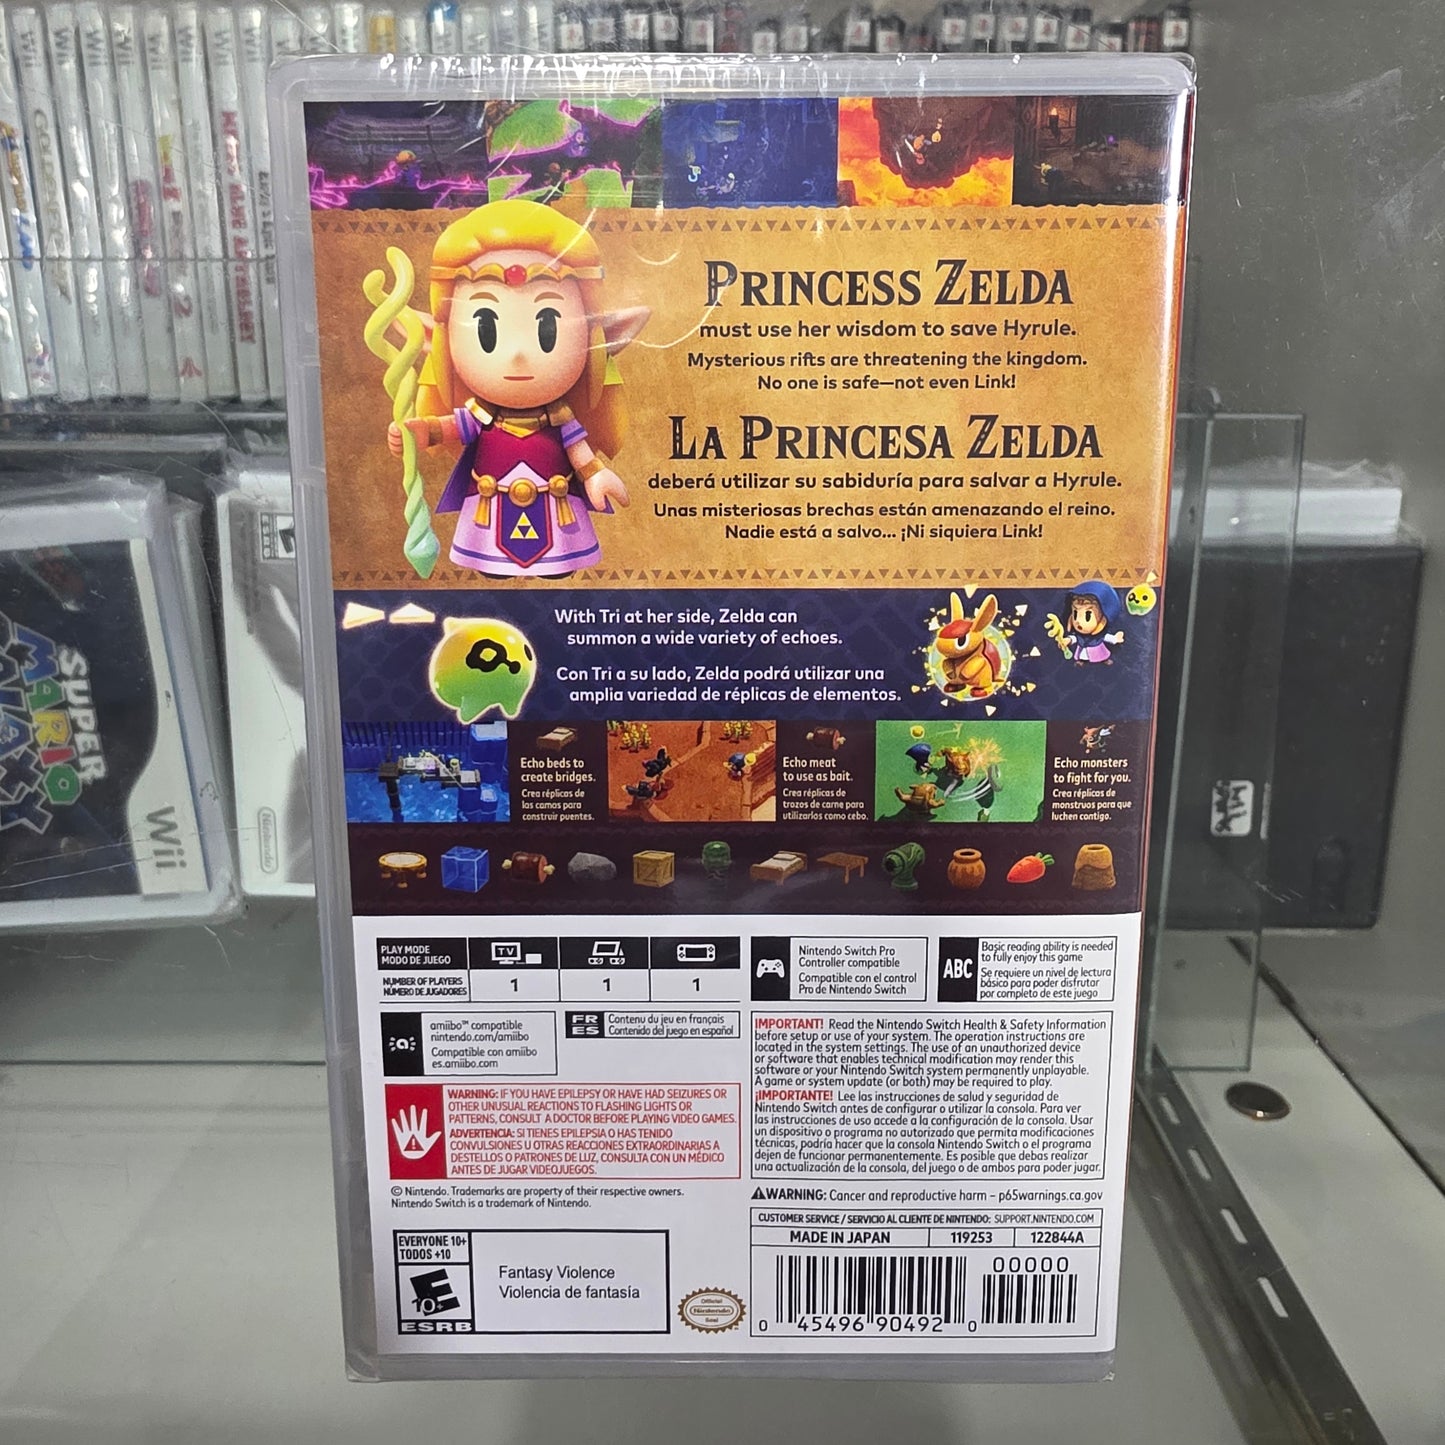 PRINCESS ZELDA
must use her wisdom to save Hyrule.
Mysterious rifts are threatening the kingdom.
No one is safe—not even Link!
LA PRINCESA ZELDA
deberá utilizar su sabiduría para salvar a Hyrule.
Unas misteriosas brechas están amenazando el reino.
Nadie está a salvo... ¡Ni siquiera Link!
With Tri at her side, Zelda can
summon a wide variety of echoes.
Con Tri a su lado, Zelda podrá utilizar una
amplia variedad de réplicas de elementos.
Echo beds to
create bridges.
Crea réplicas de
las camas para
construir puentes.
Echo meat
to use as bait.
Crea réplicas de
trozos de carne para
utilizarlos como cebo.
Echo monsters
to fight for you.
Crea réplicas de
monstruos para que
luchen contigo.
PLAY MODE
MODO DE JUEGO
TV
NUMBER OF PLAYERS
NÚMERO DE JUGADORES
1 1 1
Nintendo Switch Pro
Controller compatible
Compatible con el control
Pro de Nintendo Switch
ABC
Basic reading ability is needed
to fully enjoy this game
Se requiere un nivel de lectura
básico para poder disfrutar
por completo de este juego
amiibo™ compatible
nintendo.com/amiibo
Compatible con amiibo
es.amiibo.com
FR Contenu du jeu en français
ES Contenido del juego en español
IMPORTANT! Read the Nintendo Switch Health & Safety Information
before setup or use of your system. The operation instructions are
located in the system settings. The use of an unauthorized device
or software that enables technical modification may render this
software or your Nintendo Switch system permanently unplayable.
A game or system update (or both) may be required to play.
¡IMPORTANTE! Lee las instrucciones de salud y seguridad de
Nintendo Switch antes de configurar o utilizar la consola. Para ver
las instrucciones de uso accede a la configuración de la consola. Usar
un dispositivo o programa no autorizado que permita modificaciones
técnicas, podría hacer que la consola Nintendo Switch o el programa
dejen de funcionar permanentemente. Es posible que debas realizar
una actualización de la consola, del juego o de ambos para poder jugar.
WARNING: IF YOU HAVE EPILEPSY OR HAVE HAD SEIZURES OR
OTHER UNUSUAL REACTIONS TO FLASHING LIGHTS OR
PATTERNS, CONSULT A DOCTOR BEFORE PLAYING VIDEO GAMES.
ADVERTENCIA: SI TIENES EPILEPSIA O HAS TENIDO
CONVULSIONES U OTRAS REACCIONES EXTRAORDINARIAS A
DESTELLOS O PATRONES DE LUZ, CONSULTA CON UN MÉDICO
ANTES DE JUGAR VIDEOJUEGOS.
© Nintendo. Trademarks are property of their respective owners.
Nintendo Switch is a trademark of Nintendo.
⚠WARNING: Cancer and reproductive harm – p65warnings.ca.gov
CUSTOMER SERVICE / SERVICIO AL CLIENTE DE NINTENDO: SUPPORT.NINTENDO.COM
MADE IN JAPAN 119253 122844A
EVERYONE 10+
TODOS +10
E
10+
ESRB
Fantasy Violence
Violencia de fantasía
Official
Nintendo
Seal
00000
0 45496 90492 0
SUPER
MARIO
Wii
Nintendo